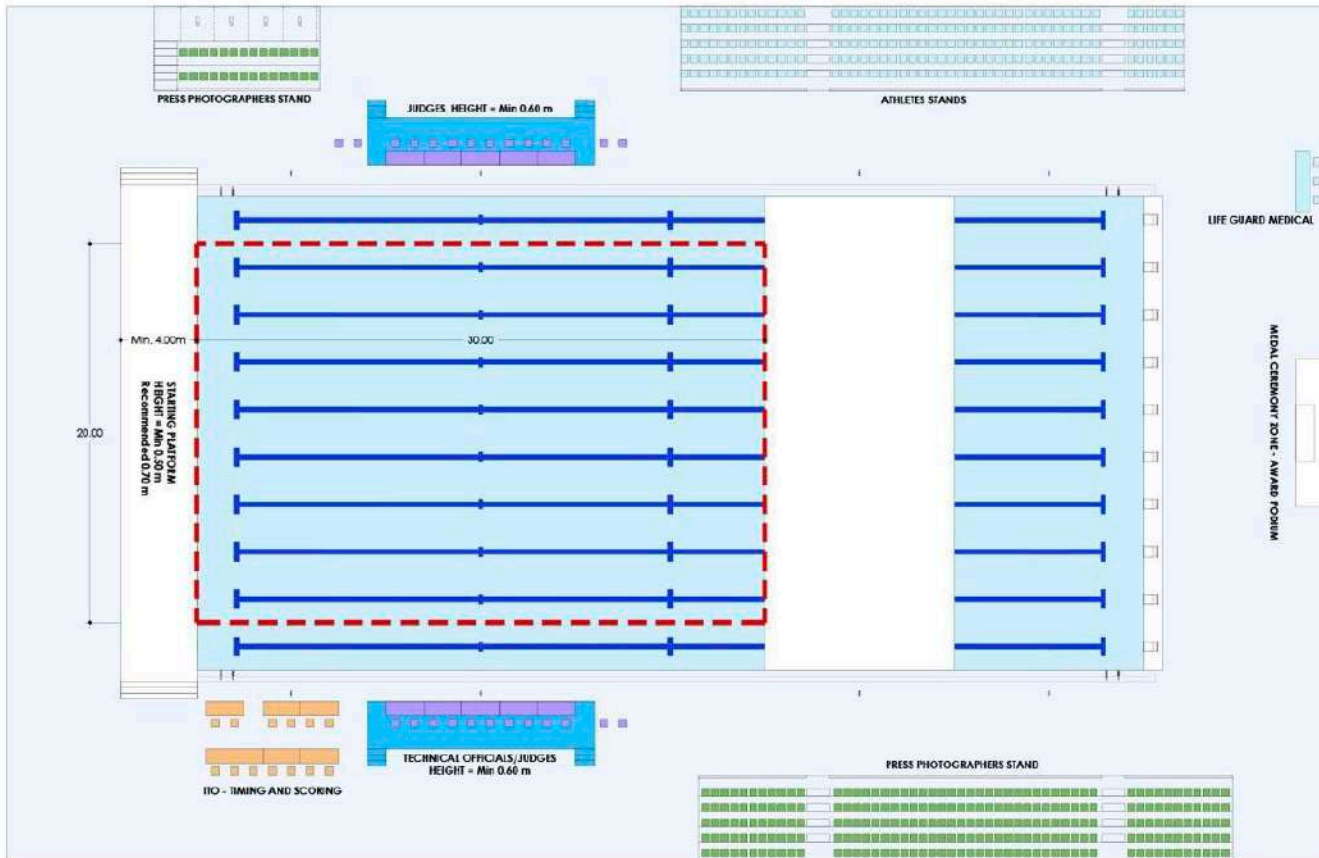 PRESS PHOTOGRAPHERS STAND
JUDGES HEIGHT = Min 0.60 m
ATHLETES STANDS
LIFE GUARD MEDICAL
Min. 4.00m
30.00
20.00
STARTING PLATFORM
HEIGHT = Min 0.50 m
Recommended 0.70 m
MEDAL CEREMONY ZONE - AWARD PODIUM
TECHNICAL OFFICIALS/JUDGES
HEIGHT = Min 0.60 m
ITO - TIMING AND SCORING
PRESS PHOTOGRAPHERS STAND